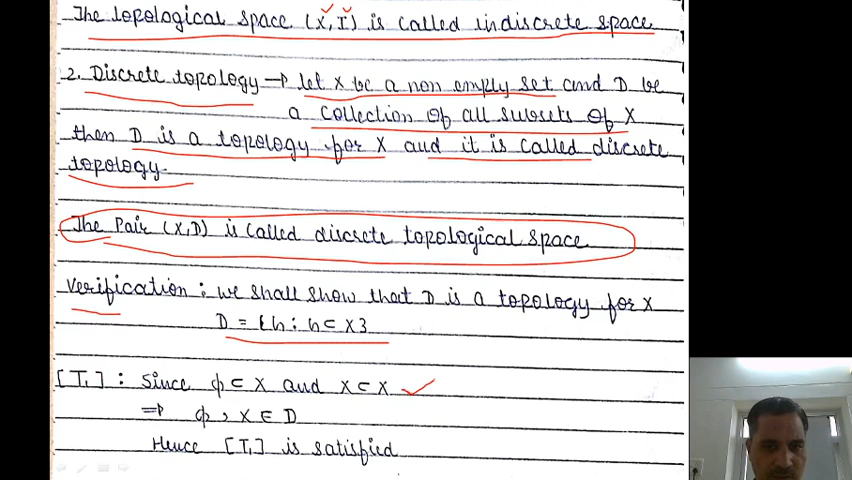 The topological space (X, I) is called indiscrete space
2. Discrete topology → let X be a non empty set and D be
a collection of all subsets of X
then D is a topology for X and it is called discrete
topology.
The Pair (X,D) is called discrete topological space
Verification: we shall show that D is a topology for X
D = {h : h ⊂ X}
[T₁] : Since ϕ ⊂ X and X ⊂ X
⇒ ϕ, X ∈ D
Hence [T₁] is satisfied